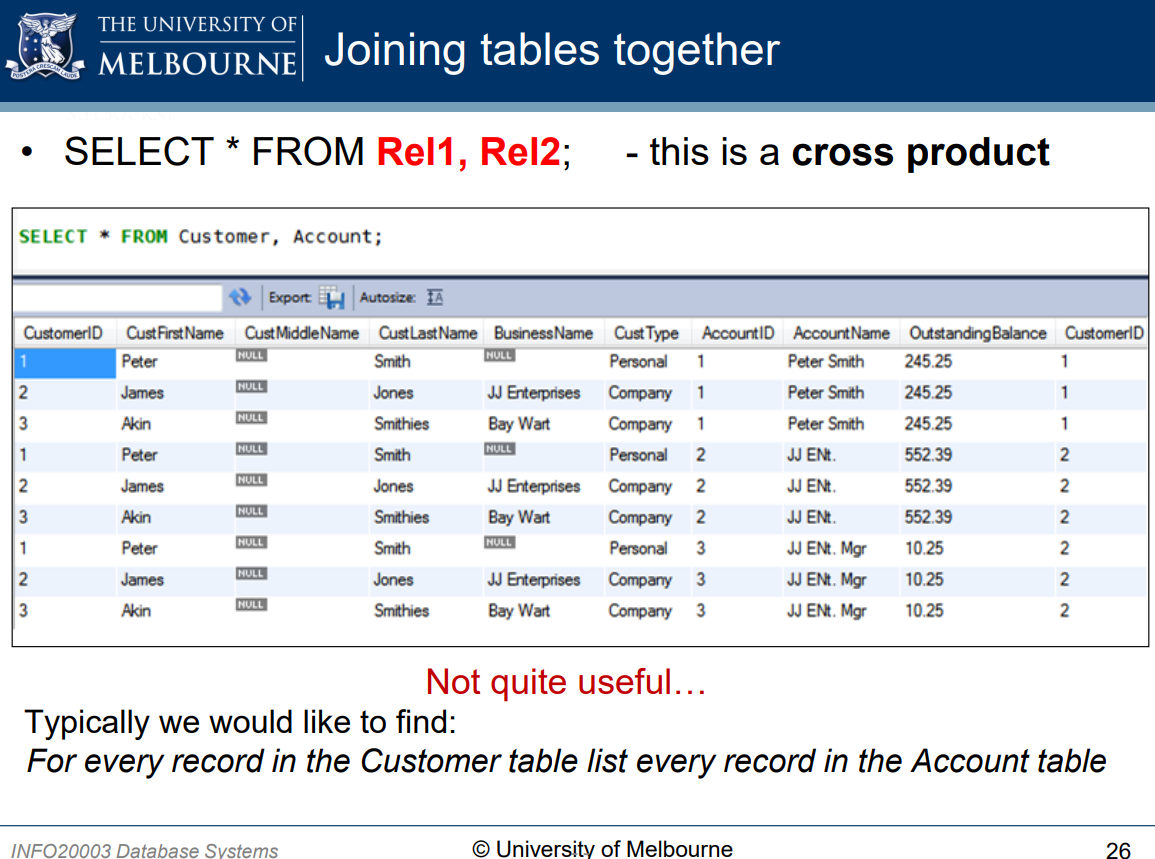 THE UNIVERSITY OF
MELBOURNE
POSTERA CRESCAM LAUDE
Joining tables together
• SELECT * FROM Rel1, Rel2; - this is a cross product
SELECT * FROM Customer, Account;
Export: Autosize:
CustomerID CustFirstName CustMiddleName CustLastName BusinessName CustType AccountID AccountName OutstandingBalance CustomerID
1 Peter NULL Smith NULL Personal 1 Peter Smith 245.25 1
2 James NULL Jones JJ Enterprises Company 1 Peter Smith 245.25 1
3 Akin NULL Smithies Bay Wart Company 1 Peter Smith 245.25 1
1 Peter NULL Smith NULL Personal 2 JJ ENt. 552.39 2
2 James NULL Jones JJ Enterprises Company 2 JJ ENt. 552.39 2
3 Akin NULL Smithies Bay Wart Company 2 JJ ENt. 552.39 2
1 Peter NULL Smith NULL Personal 3 JJ ENt. Mgr 10.25 2
2 James NULL Jones JJ Enterprises Company 3 JJ ENt. Mgr 10.25 2
3 Akin NULL Smithies Bay Wart Company 3 JJ ENt. Mgr 10.25 2
Not quite useful…
Typically we would like to find:
For every record in the Customer table list every record in the Account table
INFO20003 Database Systems © University of Melbourne 26